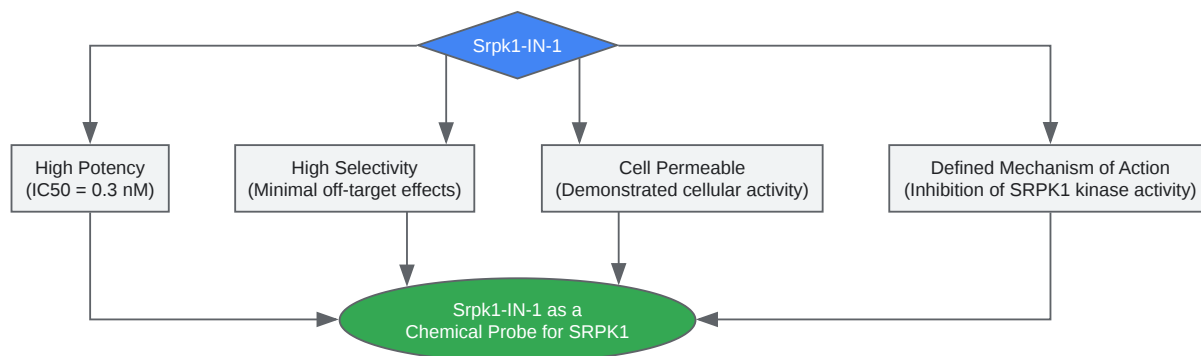 Srpk1-IN-1
High Potency
(IC50 = 0.3 nM)
High Selectivity
(Minimal off-target effects)
Cell Permeable
(Demonstrated cellular activity)
Defined Mechanism of Action
(Inhibition of SRPK1 kinase activity)
Srpk1-IN-1 as a
Chemical Probe for SRPK1